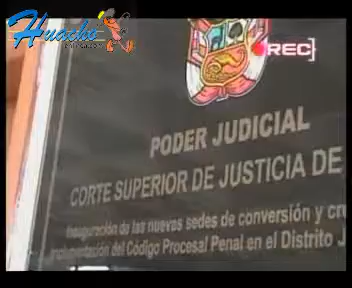 Huacho
REC
PODER JUDICIAL
CORTE SUPERIOR DE JUSTICIA DE
Inauguración de las nuevas sedes de conversión y
Implementación del Código Procesal Penal en el Distrito J